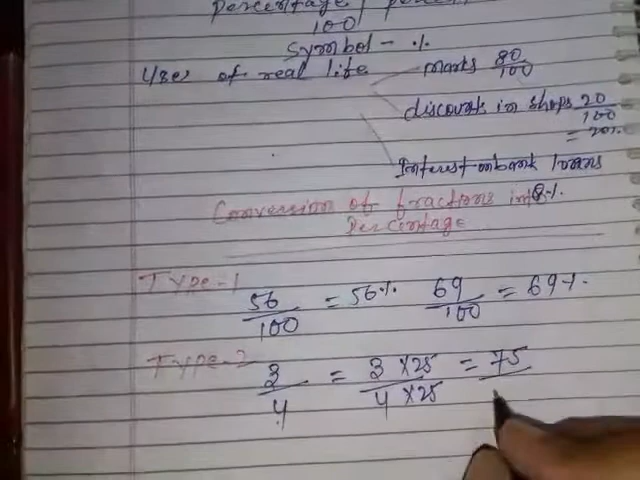 Percentage / percent
100
Symbol - %
Uses of real life marks 80/100
discounts in shops 20/100
= 20%
Interest on bank loans
Conversion of fractions into %.
Percentage
Type-1 56/100 = 56% 69/100 = 69%
Type-2 3/4 = 3 ×25/4 ×25 = 75